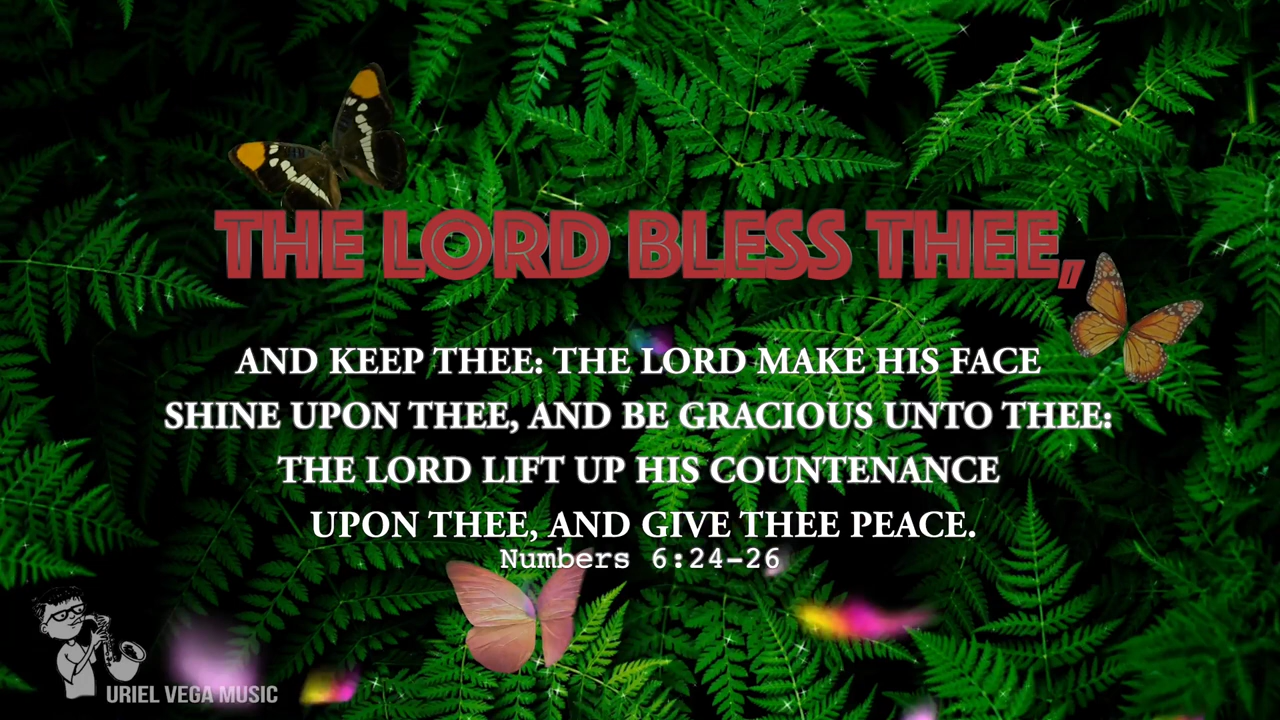 THE LORD BLESS THEE,
AND KEEP THEE: THE LORD MAKE HIS FACE
SHINE UPON THEE, AND BE GRACIOUS UNTO THEE:
THE LORD LIFT UP HIS COUNTENANCE
UPON THEE, AND GIVE THEE PEACE.
Numbers 6:24-26
URIEL VEGA MUSIC